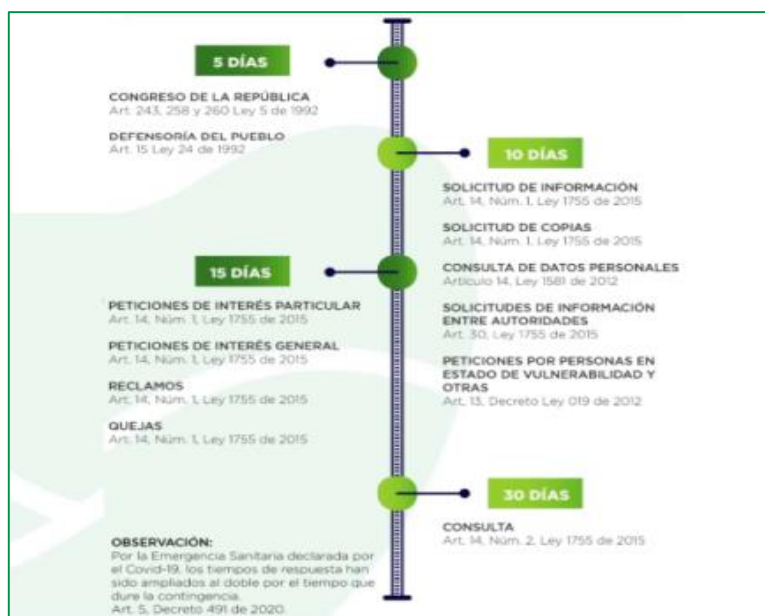 5 DÍAS
CONGRESO DE LA REPÚBLICA
Art. 243, 258 y 260 Ley 5 de 1992
DEFENSORÍA DEL PUEBLO
Art. 15 Ley 24 de 1992
10 DÍAS
SOLICITUD DE INFORMACIÓN
Art. 14, Núm. 1, Ley 1755 de 2015
SOLICITUD DE COPIAS
Art. 14, Núm. 1, Ley 1755 de 2015
CONSULTA DE DATOS PERSONALES
Artículo 14, Ley 1581 de 2012
SOLICITUDES DE INFORMACIÓN
ENTRE AUTORIDADES
Art. 30, Ley 1755 de 2015
PETICIONES POR PERSONAS EN
ESTADO DE VULNERABILIDAD Y
OTRAS
Art. 13, Decreto Ley 019 de 2012
15 DÍAS
PETICIONES DE INTERÉS PARTICULAR
Art. 14, Núm. 1, Ley 1755 de 2015
PETICIONES DE INTERÉS GENERAL
Art. 14, Núm. 1, Ley 1755 de 2015
RECLAMOS
Art. 14, Núm. 1, Ley 1755 de 2015
QUEJAS
Art. 14, Núm. 1, Ley 1755 de 2015
30 DÍAS
CONSULTA
Art. 14, Núm. 2, Ley 1755 de 2015
OBSERVACIÓN:
Por la Emergencia Sanitaria declarada por
el Covid-19, los tiempos de respuesta han
sido ampliados al doble por el tiempo que
dure la contingencia.
Art. 5, Decreto 491 de 2020.